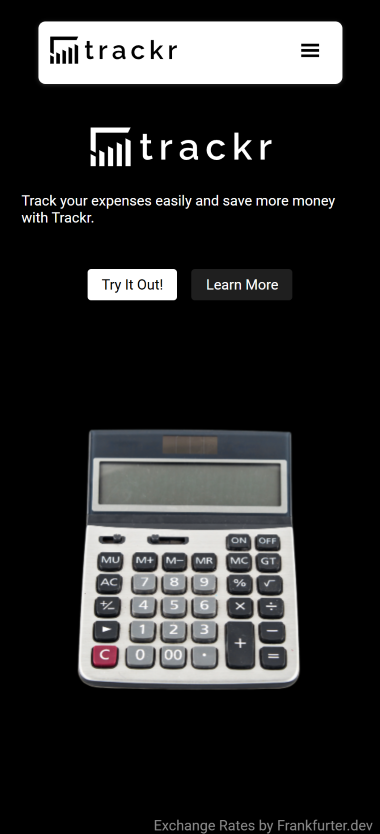 trackr
trackr
Track your expenses easily and save more money
with Trackr.
Try It Out! Learn More
ON OFF
MU M+ M− MR MC GT
AC 7 8 9 % √
+/− 4 5 6 × ÷
► 1 2 3 + −
C 0 00 · =
Exchange Rates by Frankfurter.dev